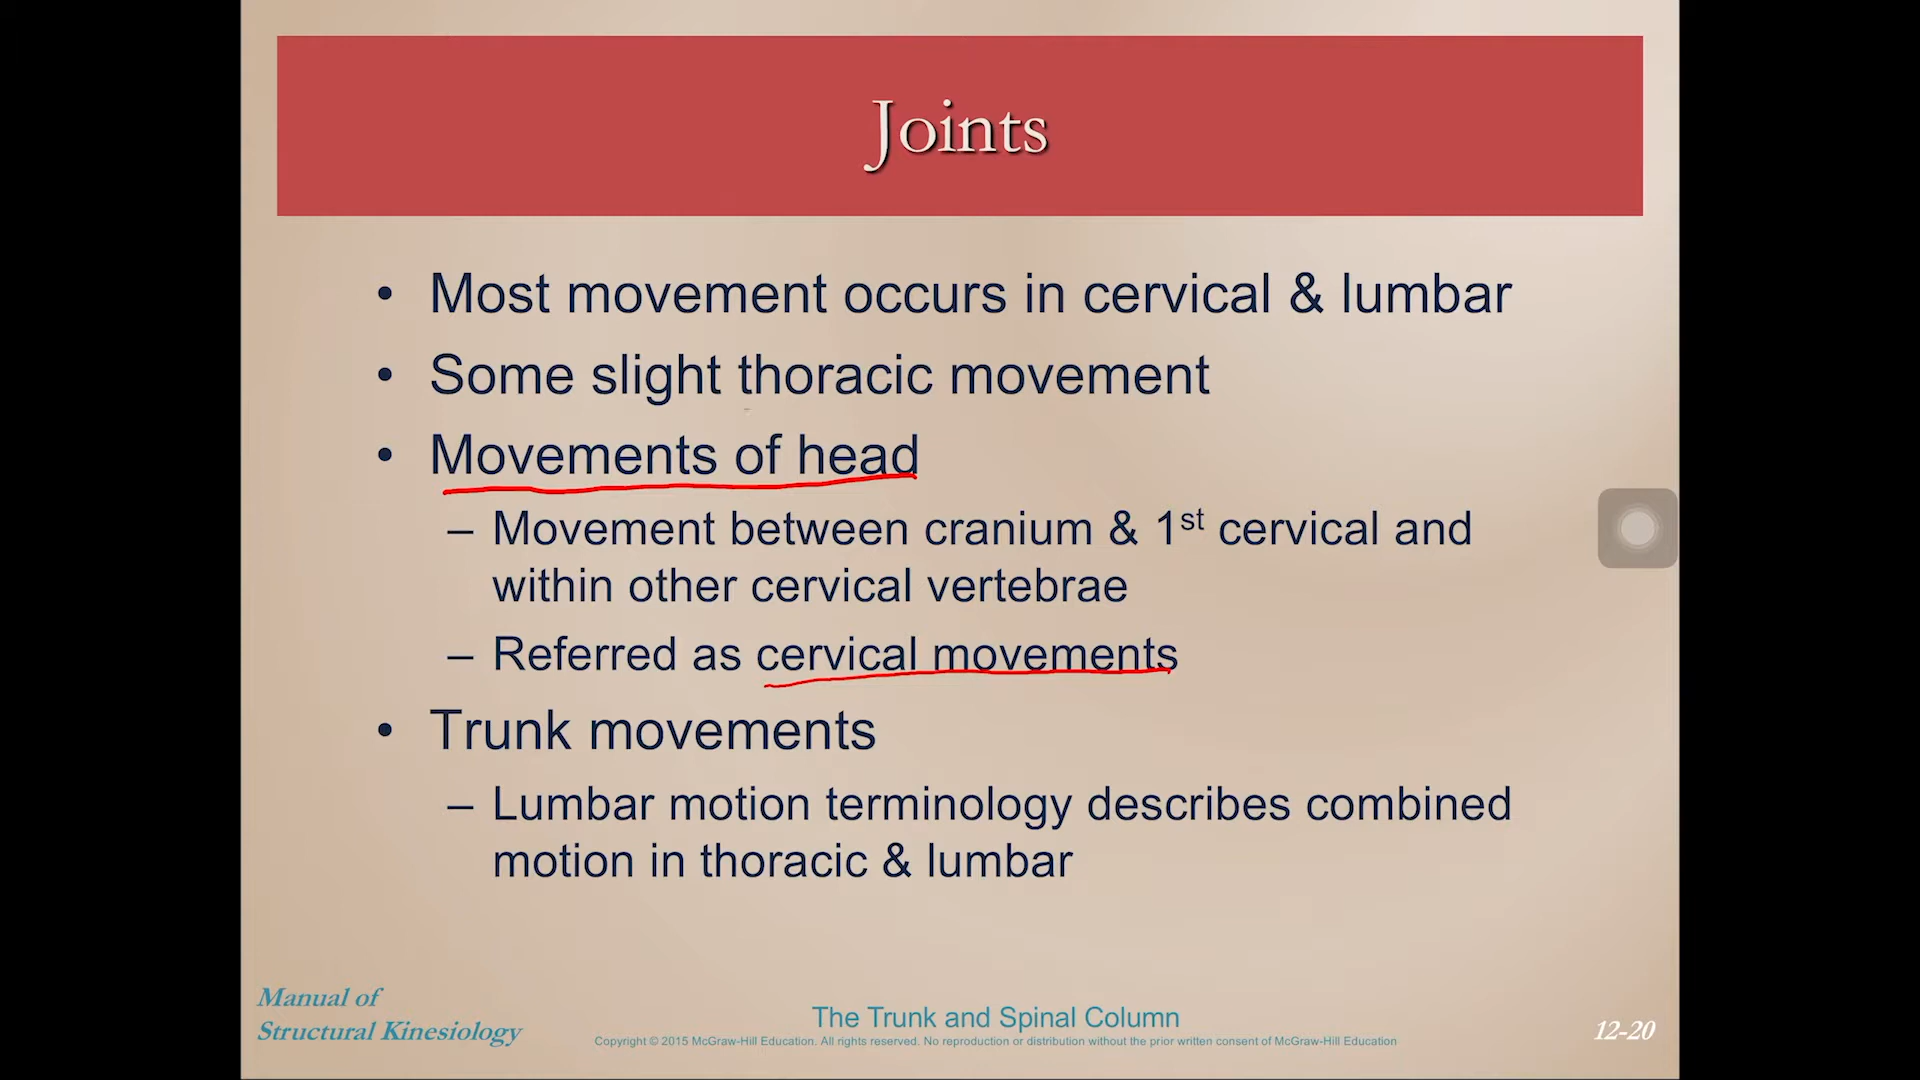 Joints
• Most movement occurs in cervical & lumbar
• Some slight thoracic movement
• Movements of head
– Movement between cranium & 1st cervical and
within other cervical vertebrae
– Referred as cervical movements
• Trunk movements
– Lumbar motion terminology describes combined
motion in thoracic & lumbar
Manual of
Structural Kinesiology
The Trunk and Spinal Column
Copyright © 2015 McGraw-Hill Education. All rights reserved. No reproduction or distribution without the prior written consent of McGraw-Hill Education
12-20